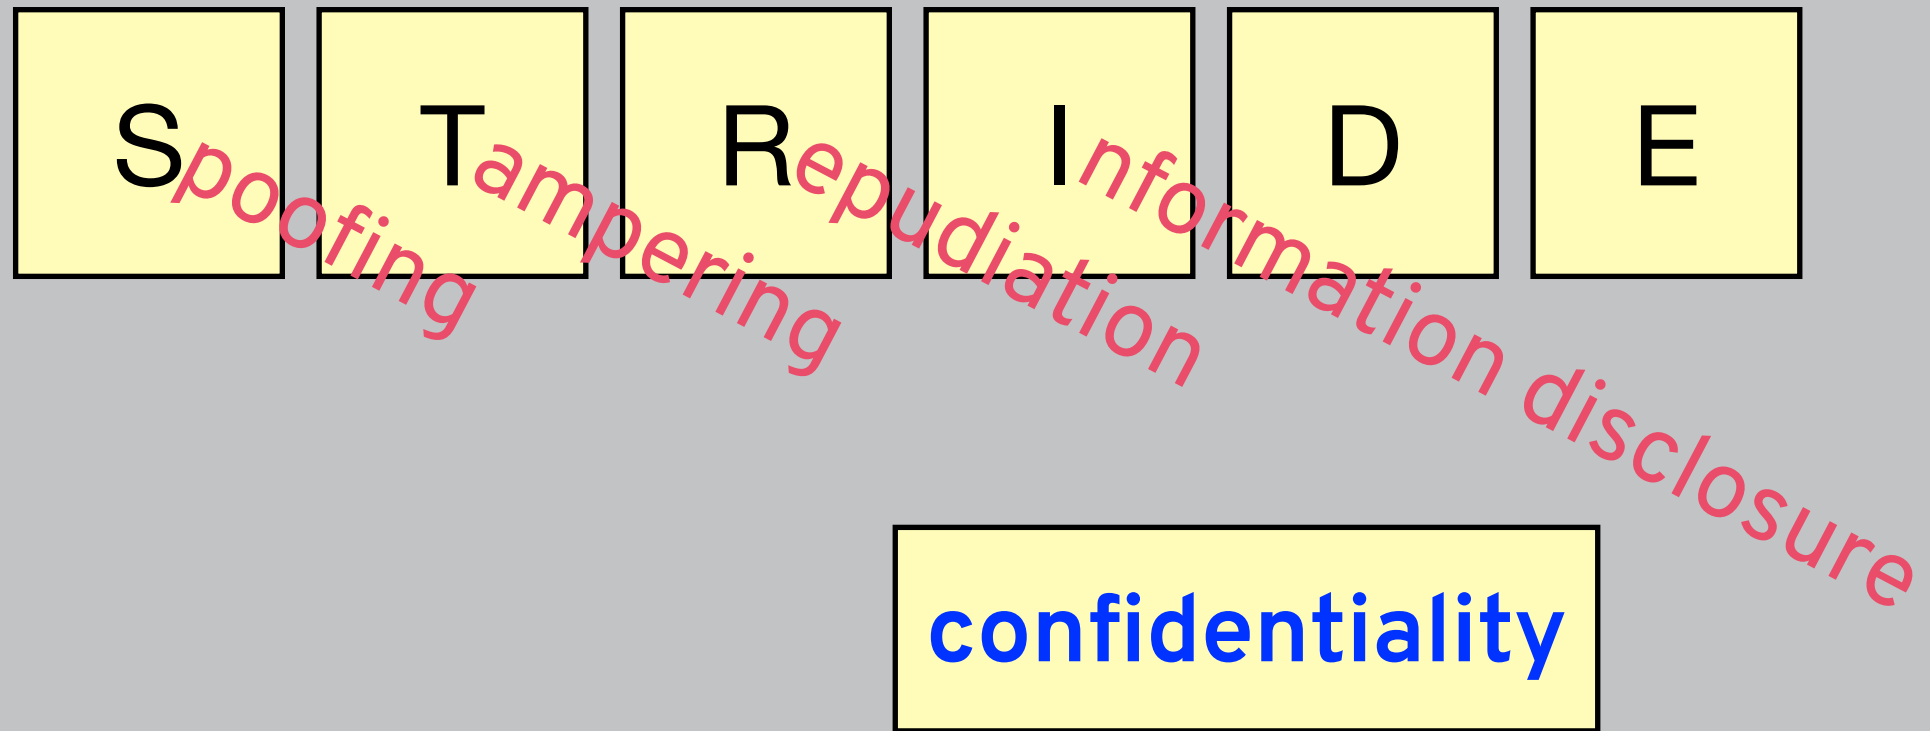 Spoofing
Tampering
Repudiation
Information disclosure
D
E
confidentiality